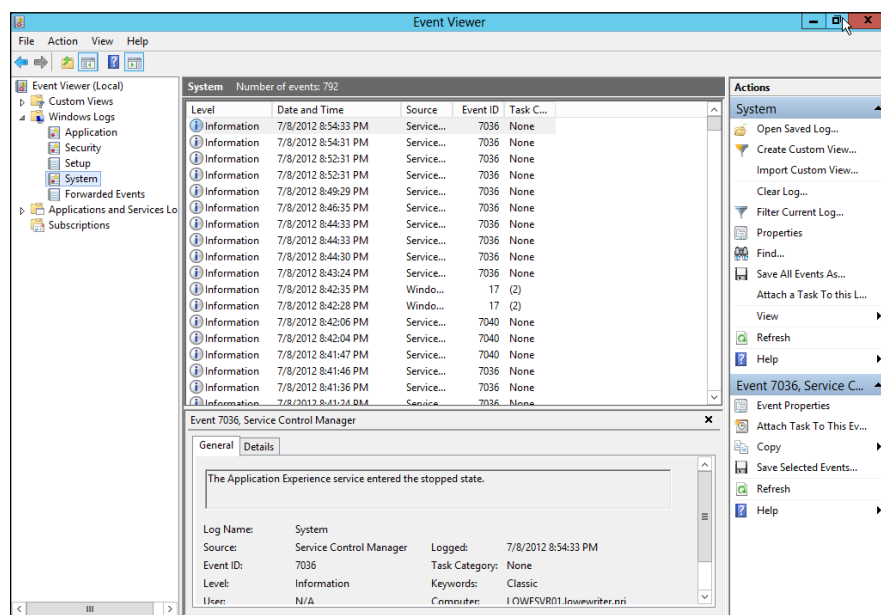 Event Viewer
File Action View Help
Event Viewer (Local)
Custom Views
Windows Logs
Application
Security
Setup
System
Forwarded Events
Applications and Services Lo
Subscriptions
System Number of events: 792
Level Date and Time Source Event ID Task C...
Information 7/8/2012 8:54:33 PM Service... 7036 None
Information 7/8/2012 8:54:31 PM Service... 7036 None
Information 7/8/2012 8:52:31 PM Service... 7036 None
Information 7/8/2012 8:52:31 PM Service... 7036 None
Information 7/8/2012 8:49:29 PM Service... 7036 None
Information 7/8/2012 8:46:35 PM Service... 7036 None
Information 7/8/2012 8:44:33 PM Service... 7036 None
Information 7/8/2012 8:44:33 PM Service... 7036 None
Information 7/8/2012 8:44:30 PM Service... 7036 None
Information 7/8/2012 8:43:24 PM Service... 7036 None
Information 7/8/2012 8:42:35 PM Windo... 17 (2)
Information 7/8/2012 8:42:28 PM Windo... 17 (2)
Information 7/8/2012 8:42:06 PM Service... 7040 None
Information 7/8/2012 8:42:04 PM Service... 7040 None
Information 7/8/2012 8:41:47 PM Service... 7040 None
Information 7/8/2012 8:41:46 PM Service... 7036 None
Information 7/8/2012 8:41:36 PM Service... 7036 None
Information 7/8/2012 8:41:24 PM Service 7036 None
Event 7036, Service Control Manager
General Details
The Application Experience service entered the stopped state.
Log Name: System
Source: Service Control Manager Logged: 7/8/2012 8:54:33 PM
Event ID: 7036 Task Category: None
Level: Information Keywords: Classic
User: N/A Computer: LOWESVR01.lowewriter.pri
Actions
System
Open Saved Log...
Create Custom View...
Import Custom View...
Clear Log...
Filter Current Log...
Properties
Find...
Save All Events As...
Attach a Task To this L...
View
Refresh
Help
Event 7036, Service C...
Event Properties
Attach Task To This Ev...
Copy
Save Selected Events...
Refresh
Help